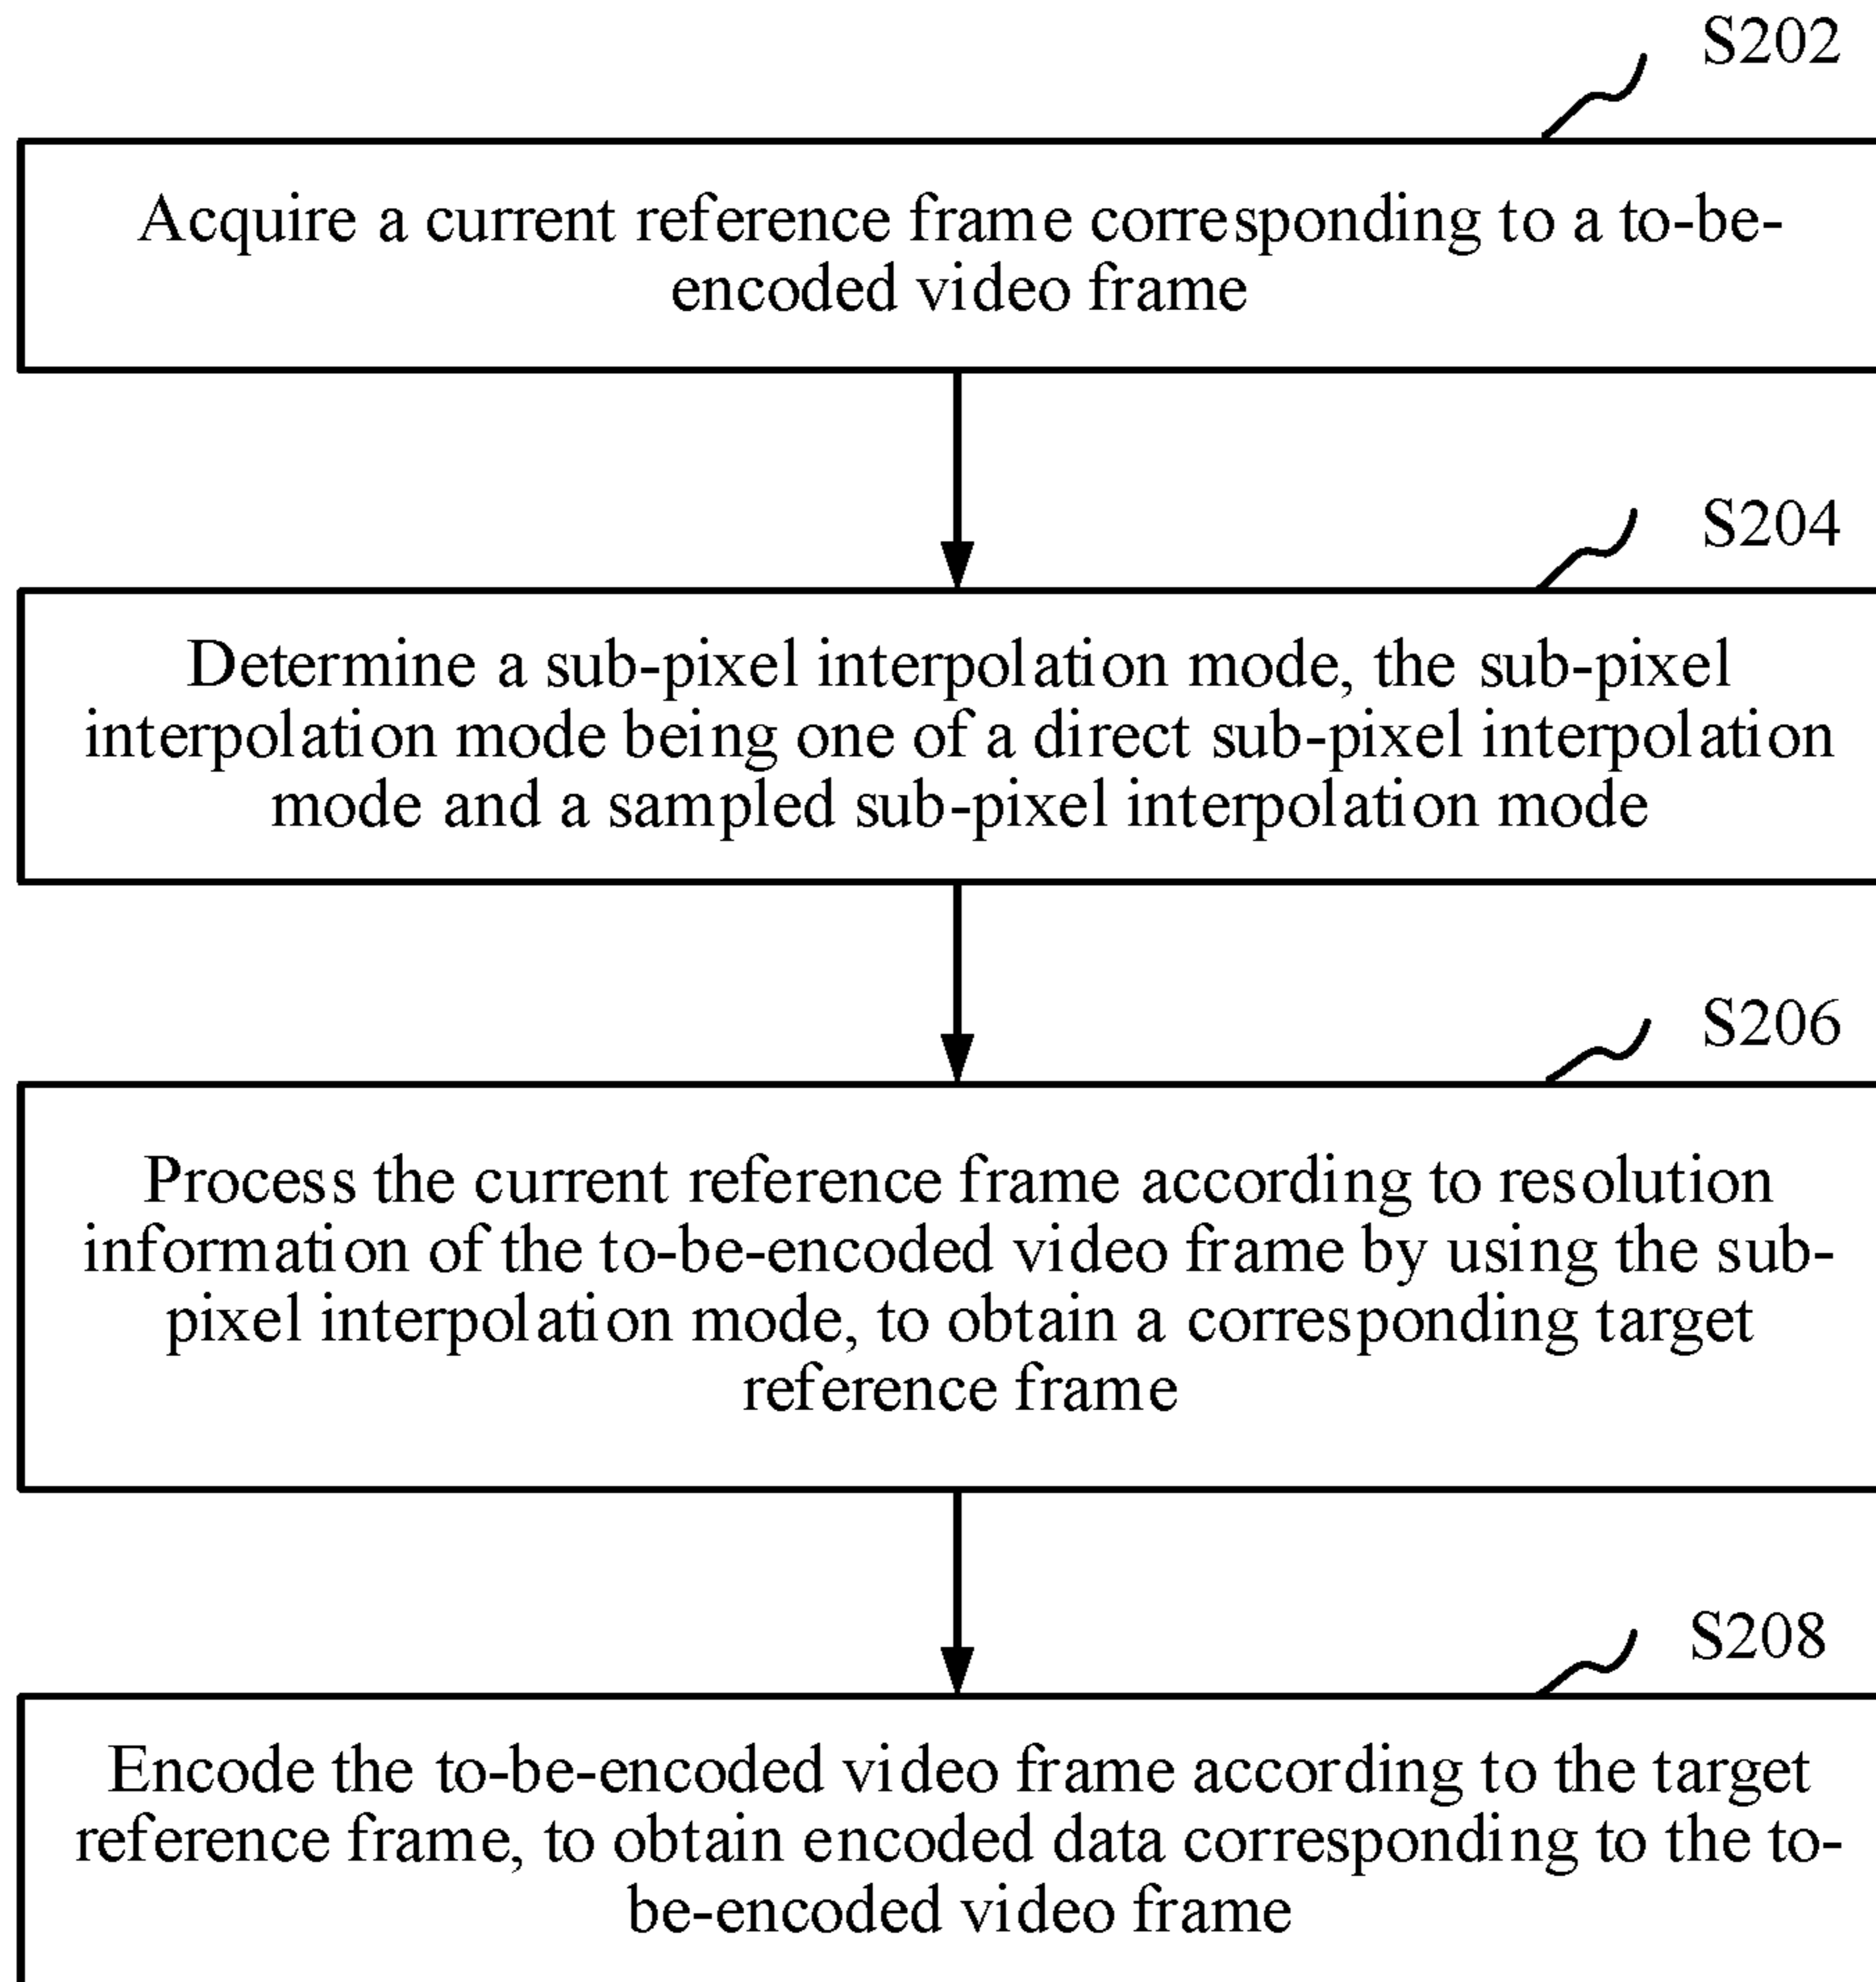 S202
Acquire a current reference frame corresponding to a to-be-
encoded video frame
S204
Determine a sub-pixel interpolation mode, the sub-pixel
interpolation mode being one of a direct sub-pixel interpolation
mode and a sampled sub-pixel interpolation mode
S206
Process the current reference frame according to resolution
information of the to-be-encoded video frame by using the sub-
pixel interpolation mode, to obtain a corresponding target
reference frame
S208
Encode the to-be-encoded video frame according to the target
reference frame, to obtain encoded data corresponding to the to-
be-encoded video frame